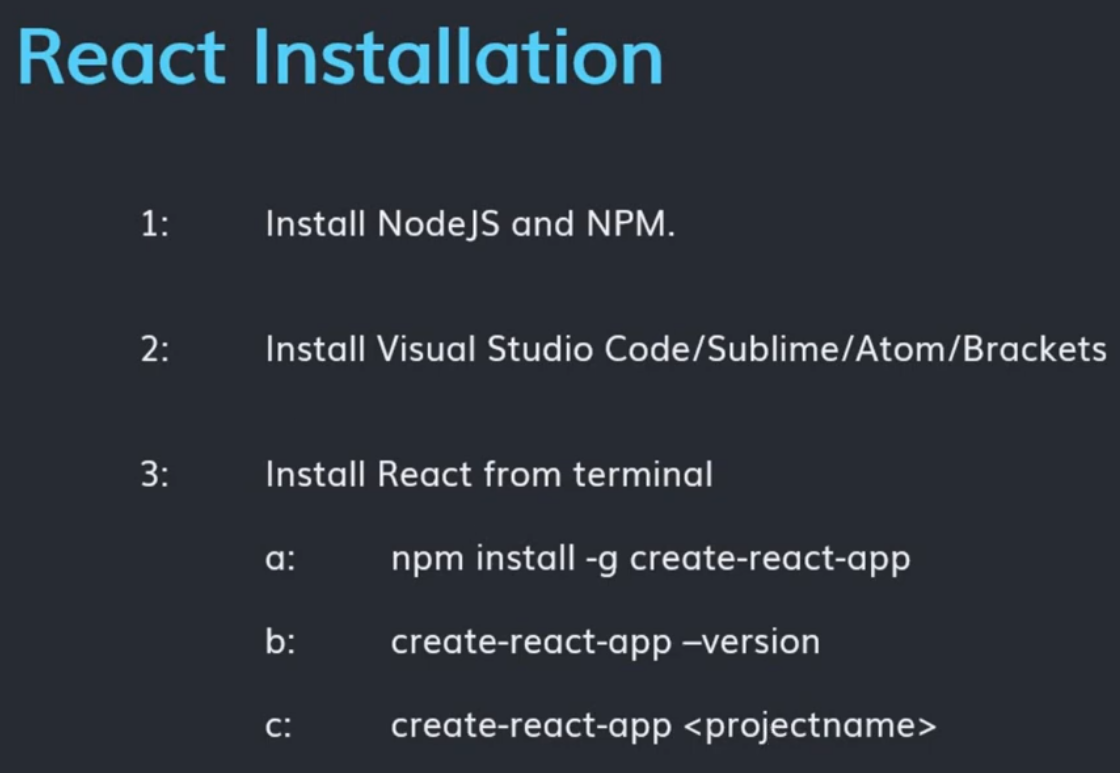 React Installation
1: Install NodeJS and NPM.
2: Install Visual Studio Code/Sublime/Atom/Brackets
3: Install React from terminal
a: npm install -g create-react-app
b: create-react-app –version
c: create-react-app <projectname>